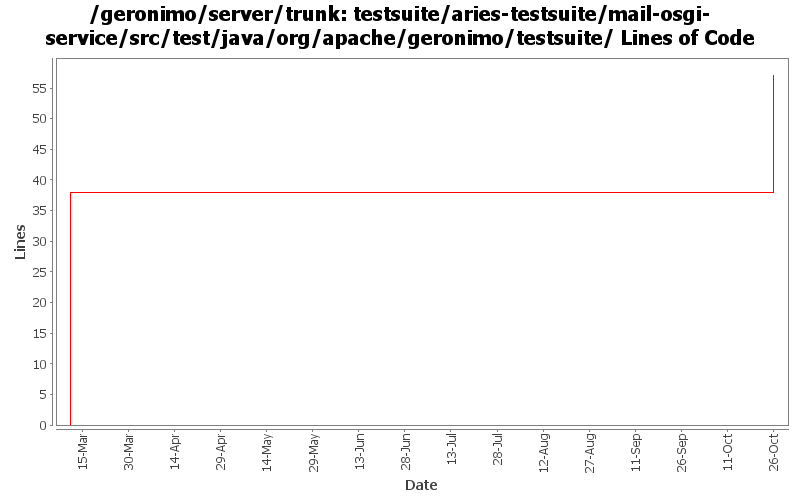 /geronimo/server/trunk: testsuite/aries-testsuite/mail-osgi-
service/src/test/java/org/apache/geronimo/testsuite/ Lines of Code
55
50
45
40
35
30
25
20
15
10
5
0
Lines
15-Mar
30-Mar
14-Apr
29-Apr
14-May
29-May
13-Jun
28-Jun
13-Jul
28-Jul
12-Aug
27-Aug
11-Sep
26-Sep
11-Oct
26-Oct
Date